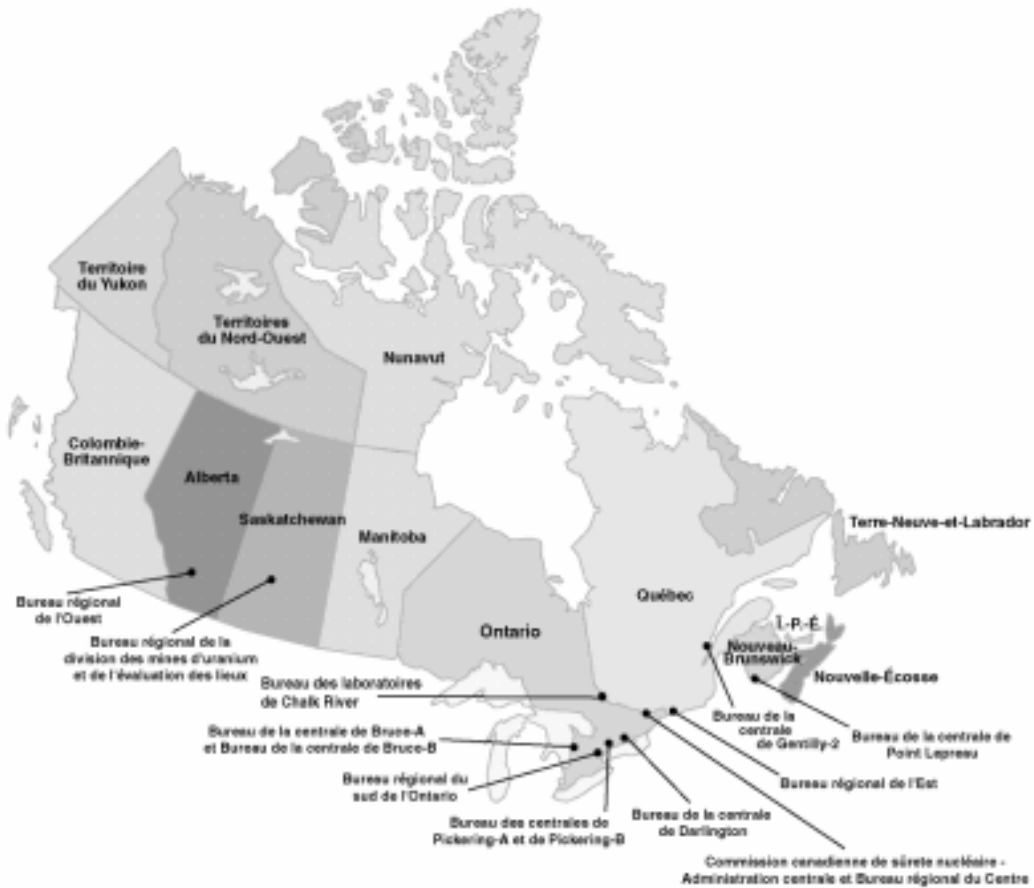 Territoire
du Yukon
Territoires
du Nord-Ouest
Nunavut
Colombie-
Britannique
Alberta
Saskatchewan
Manitoba
Terre-Neuve-et-Labrador
Québec
Ontario
Î.-P.-É.
Nouveau-
Brunswick
Nouvelle-Écosse
Bureau régional
de l'Ouest
Bureau régional de la
division des mines d'uranium
et de l'évaluation des lieux
Bureau des laboratoires
de Chalk River
Bureau de la centrale de Bruce-A
et Bureau de la centrale de Bruce-B
Bureau régional du
sud de l'Ontario
Bureau des centrales de
Pickering-A et de Pickering-B
Bureau de la centrale
de Darlington
Bureau de la
centrale
de Gentilly-2
Bureau de la centrale de
Point Lepreau
Bureau régional de l'Est
Commission canadienne de sûrete nucléaire -
Administration centrale et Bureau régional du Centre